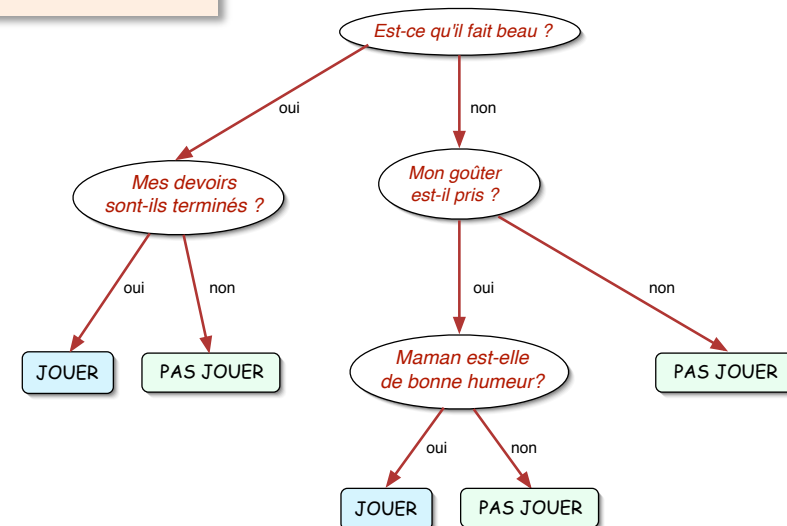 Est-ce qu'il fait beau ?
oui
non
Mes devoirs
sont-ils terminés ?
Mon goûter
est-il pris ?
oui
non
oui
non
JOUER
PAS JOUER
Maman est-elle
de bonne humeur?
PAS JOUER
oui
non
JOUER
PAS JOUER